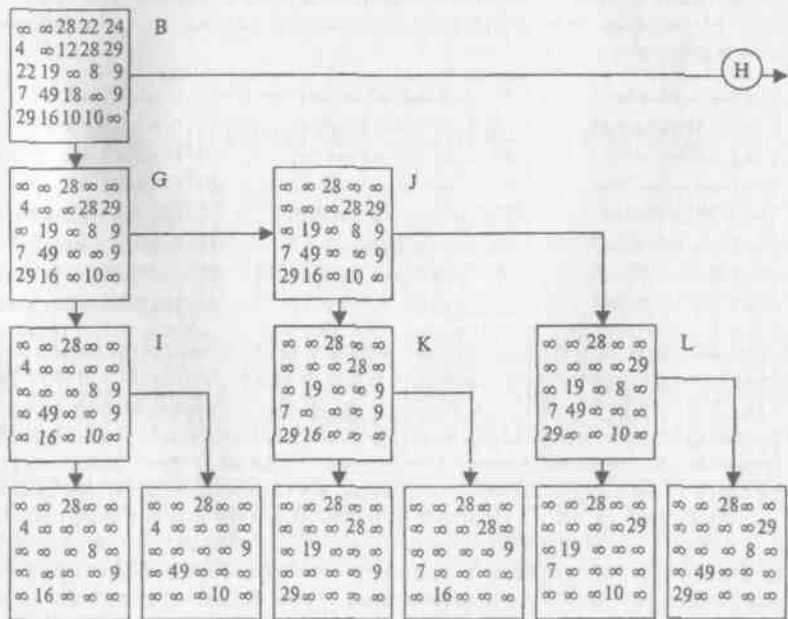 ∞ ∞ 28 22 24 B
4 ∞ 12 28 29
22 19 ∞ 8 9
7 49 18 ∞ 9
29 16 10 10 ∞
H
∞ ∞ 28 ∞ ∞ G
4 ∞ ∞ 28 29
∞ 19 ∞ 8 9
7 49 ∞ ∞ 9
29 16 ∞ 10 ∞
∞ ∞ 28 ∞ ∞ J
∞ ∞ ∞ 28 29
∞ 19 ∞ 8 9
7 49 ∞ ∞ 9
29 16 ∞ 10 ∞
∞ ∞ 28 ∞ ∞ I
4 ∞ ∞ ∞ ∞
∞ ∞ ∞ 8 9
∞ 49 ∞ ∞ 9
∞ 16 ∞ 10 ∞
∞ ∞ 28 ∞ ∞ K
∞ ∞ ∞ 28 ∞
∞ 19 ∞ ∞ 9
7 ∞ ∞ ∞ 9
29 16 ∞ ∞ ∞
∞ ∞ 28 ∞ ∞ L
∞ ∞ ∞ ∞ 29
∞ 19 ∞ 8 ∞
7 49 ∞ ∞ ∞
29 ∞ ∞ 10 ∞
∞ ∞ 28 ∞ ∞
4 ∞ ∞ ∞ ∞
∞ ∞ ∞ 8 ∞
∞ ∞ ∞ ∞ 9
∞ 16 ∞ ∞ ∞
∞ ∞ 28 ∞ ∞
4 ∞ ∞ ∞ ∞
∞ ∞ ∞ ∞ 9
∞ 49 ∞ ∞ ∞
∞ ∞ ∞ 10 ∞
∞ ∞ 28 ∞ ∞
∞ ∞ ∞ 28 ∞
∞ 19 ∞ ∞ ∞
∞ ∞ ∞ ∞ 9
29 ∞ ∞ ∞ ∞
∞ ∞ 28 ∞ ∞
∞ ∞ ∞ 28 ∞
∞ ∞ ∞ ∞ 9
7 ∞ ∞ ∞ ∞
∞ 16 ∞ ∞ ∞
∞ ∞ 28 ∞ ∞
∞ ∞ ∞ ∞ 29
∞ 19 ∞ ∞ ∞
7 ∞ ∞ ∞ ∞
∞ ∞ ∞ 10 ∞
∞ ∞ 28 ∞ ∞
∞ ∞ ∞ ∞ 29
∞ ∞ ∞ 8 ∞
∞ 49 ∞ ∞ ∞
29 ∞ ∞ ∞ ∞